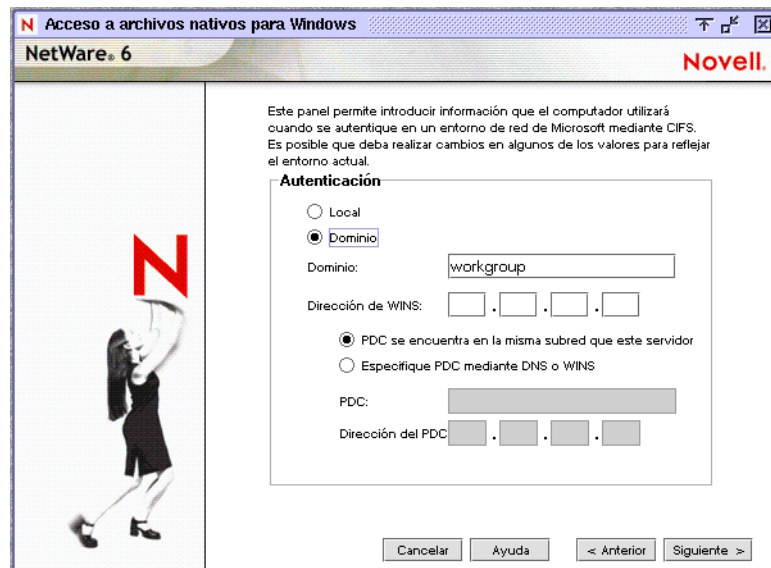 N Acceso a archivos nativos para Windows
NetWare® 6
Novell.
Este panel permite introducir información que el computador utilizará
cuando se autentique en un entorno de red de Microsoft mediante CIFS.
Es posible que deba realizar cambios en algunos de los valores para reflejar
el entorno actual.
Autenticación
Local
Dominio
Dominio: workgroup
Dirección de WINS: . . .
PDC se encuentra en la misma subred que este servidor
Especifique PDC mediante DNS o WINS
PDC:
Dirección del PDC . . .
N
Cancelar Ayuda < Anterior Siguiente >